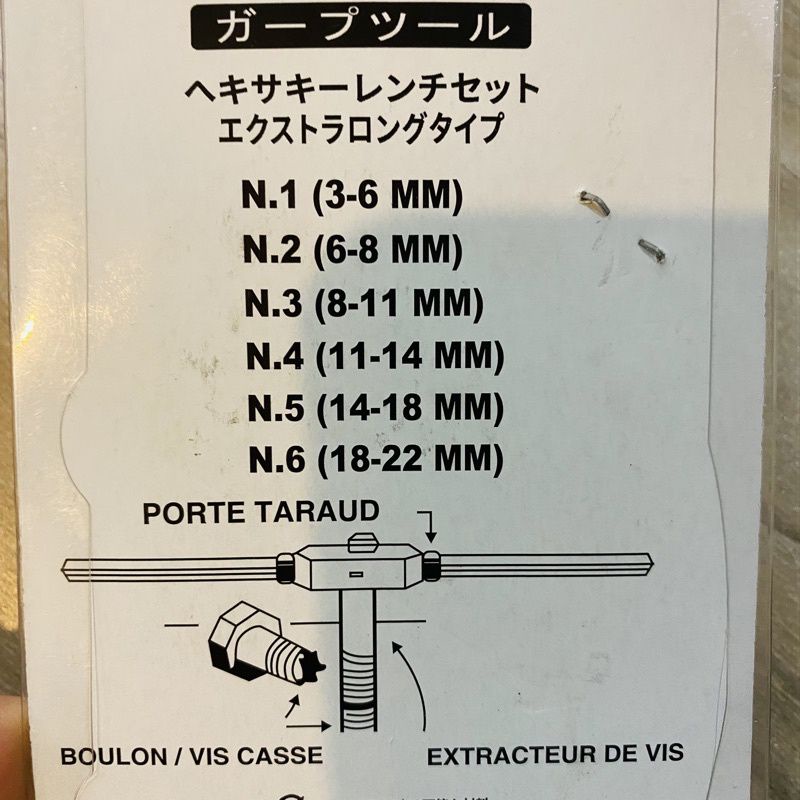 ガープツール
ヘキサキーレンチセット
エクストラロングタイプ
N.1 (3-6 MM)
N.2 (6-8 MM)
N.3 (8-11 MM)
N.4 (11-14 MM)
N.5 (14-18 MM)
N.6 (18-22 MM)
PORTE TARAUD
BOULON / VIS CASSE
EXTRACTEUR DE VIS